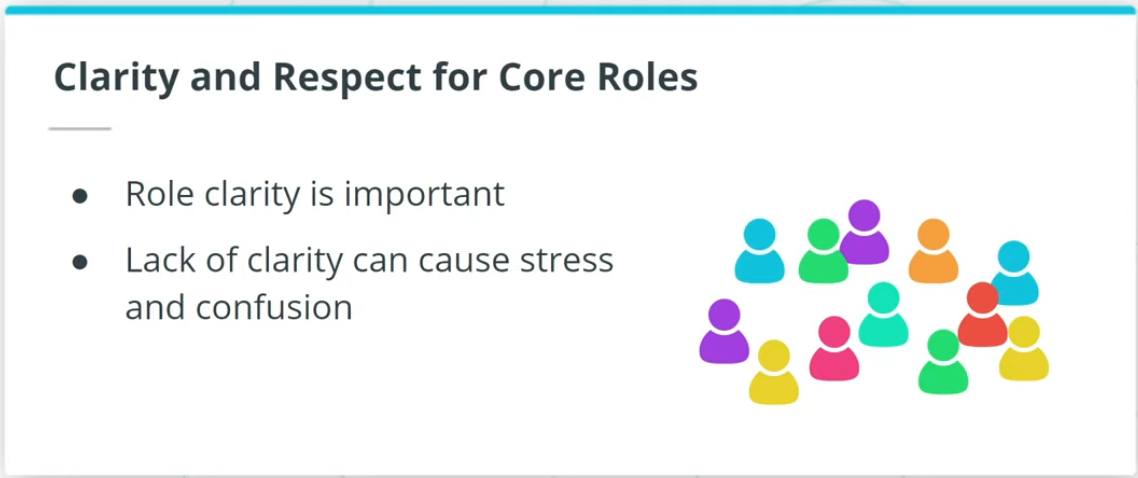 Clarity and Respect for Core Roles
● Role clarity is important
● Lack of clarity can cause stress
and confusion